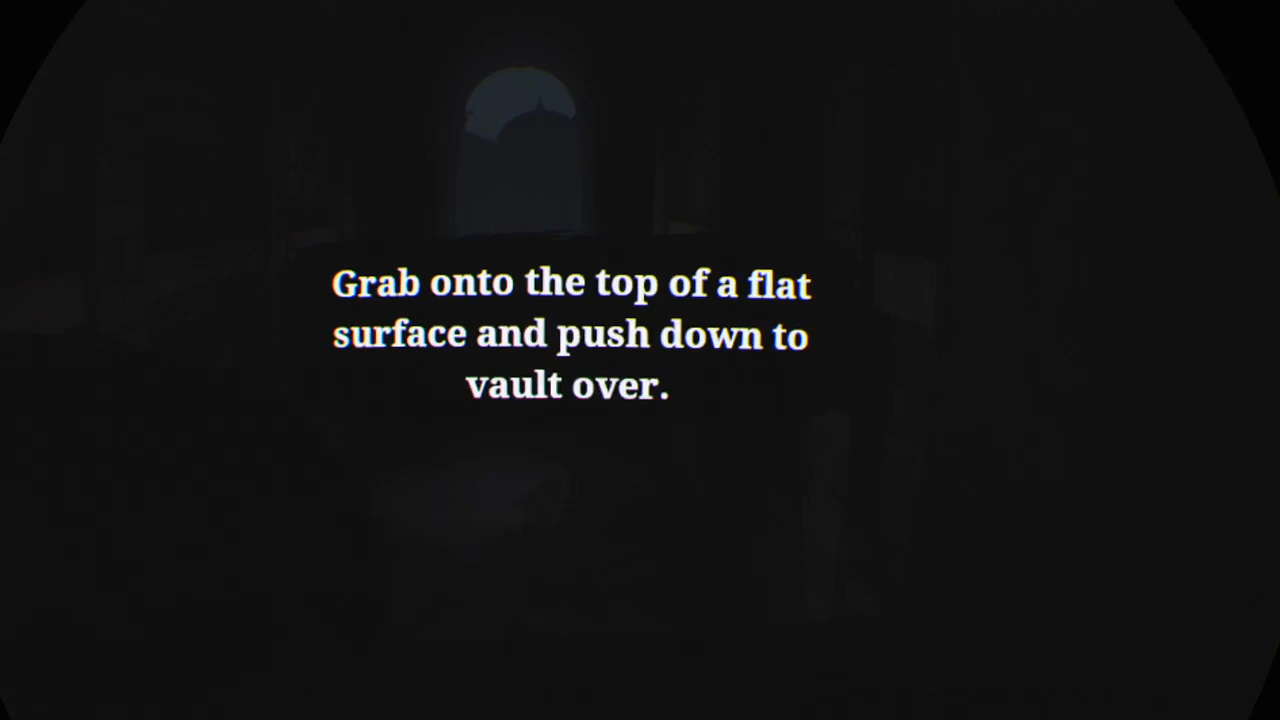 Grab onto the top of a flat
surface and push down to
vault over.